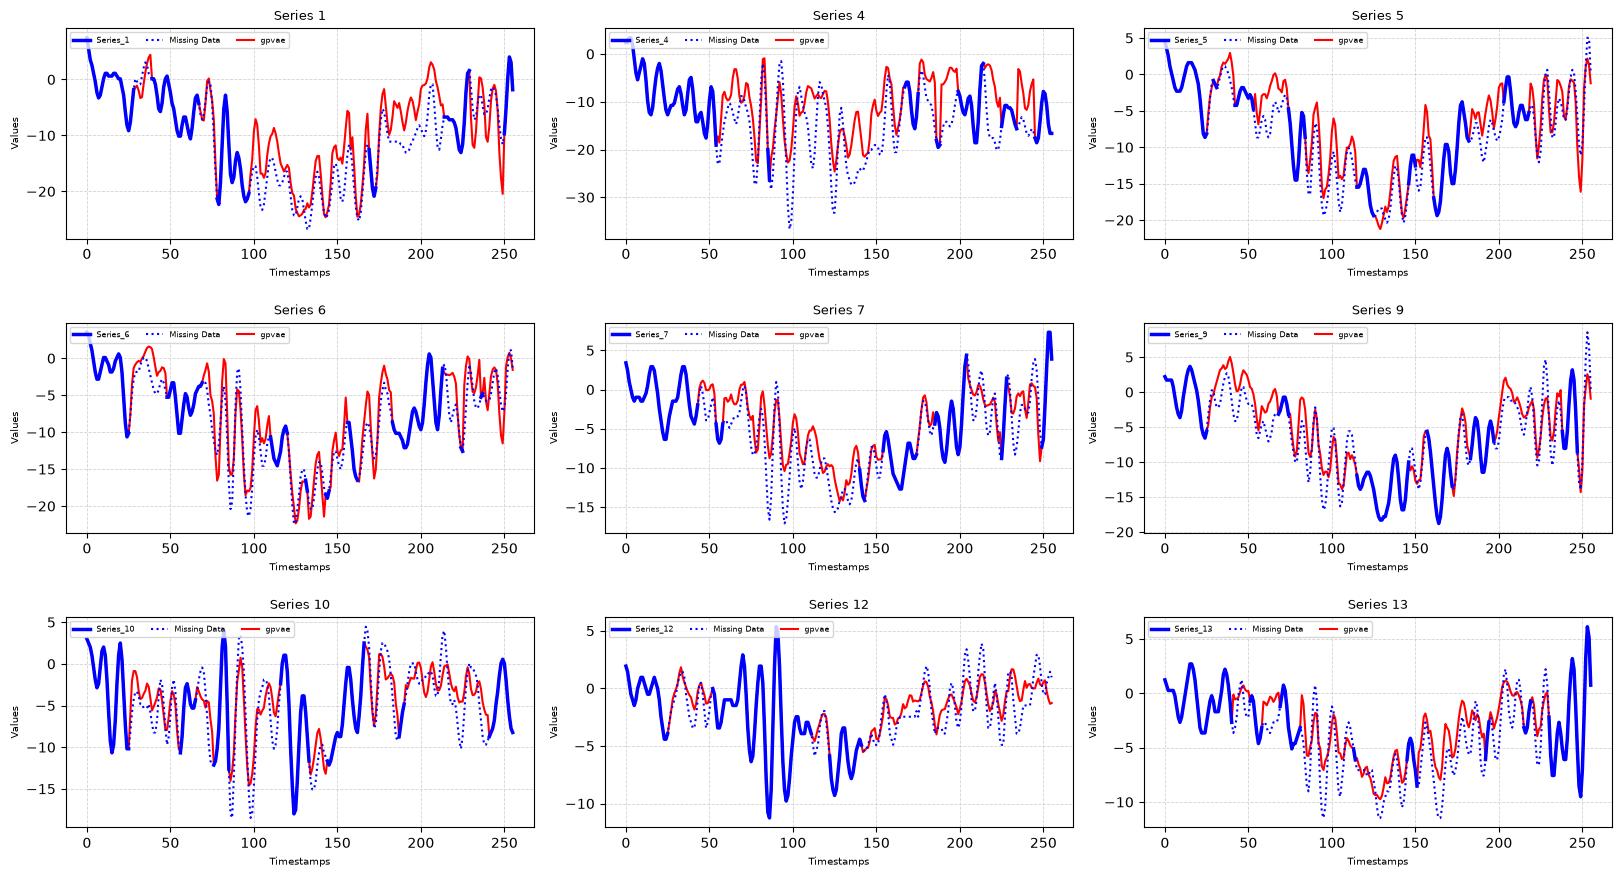 Series 1
Series_1 Missing Data gpvae
Values
0
−10
−20
0 50 100 150 200 250
Timestamps
Series 4
Series_4 Missing Data gpvae
Values
0
−10
−20
−30
0 50 100 150 200 250
Timestamps
Series 5
Series_5 Missing Data gpvae
Values
5
0
−5
−10
−15
−20
0 50 100 150 200 250
Timestamps
Series 6
Series_6 Missing Data gpvae
Values
0
−5
−10
−15
−20
0 50 100 150 200 250
Timestamps
Series 7
Series_7 Missing Data gpvae
Values
5
0
−5
−10
−15
0 50 100 150 200 250
Timestamps
Series 9
Series_9 Missing Data gpvae
Values
5
0
−5
−10
−15
−20
0 50 100 150 200 250
Timestamps
Series 10
Series_10 Missing Data gpvae
Values
5
0
−5
−10
−15
0 50 100 150 200 250
Timestamps
Series 12
Series_12 Missing Data gpvae
Values
5
0
−5
−10
0 50 100 150 200 250
Timestamps
Series 13
Series_13 Missing Data gpvae
Values
5
0
−5
−10
0 50 100 150 200 250
Timestamps